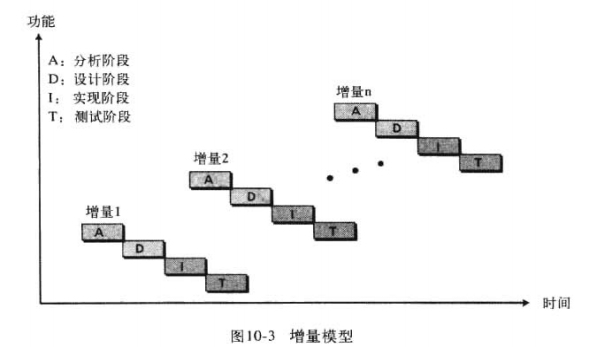 功能
A：分析阶段
D：设计阶段
I：实现阶段
T：测试阶段
增量n
A
D
I
T
增量2
A
D
I
T
增量1
A
D
I
T
时间
图10-3 增量模型